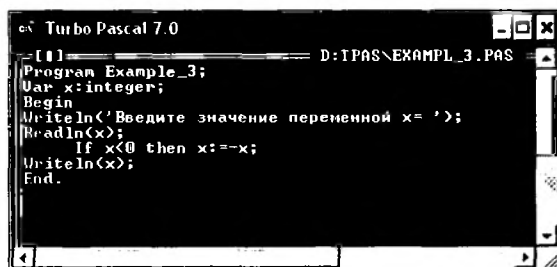 Turbo Pascal 7.0
D:TPAS\EXAMPL_3.PAS
Program Example_3;
Var x:integer;
Begin
Writeln('Введите значение переменной x= ');
Readln(x);
If x<0 then x:=-x;
Writeln(x);
End.